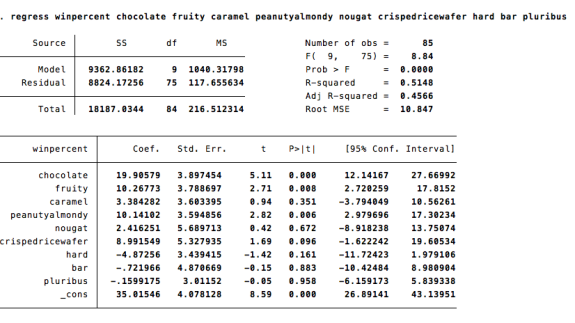 . regress winpercent chocolate fruity caramel peanutyalmondy nougat crispedricewafer hard bar pluribus
Source SS df MS Number of obs = 85
F( 9, 75) = 8.84
Model 9362.86182 9 1040.31798 Prob > F = 0.0000
Residual 8824.17256 75 117.655634 R-squared = 0.5148
Adj R-squared = 0.4566
Total 18187.0344 84 216.512314 Root MSE = 10.847
winpercent Coef. Std. Err. t P>|t| [95% Conf. Interval]
chocolate 19.90579 3.897454 5.11 0.000 12.14167 27.66992
fruity 10.26773 3.788697 2.71 0.008 2.720259 17.8152
caramel 3.384282 3.603395 0.94 0.351 -3.794049 10.56261
peanutyalmondy 10.14102 3.594856 2.82 0.006 2.979696 17.30234
nougat 2.416251 5.689713 0.42 0.672 -8.918238 13.75074
crispedricewafer 8.991549 5.327935 1.69 0.096 -1.622242 19.60534
hard -4.87256 3.439415 -1.42 0.161 -11.72423 1.979106
bar -.721966 4.870669 -0.15 0.883 -10.42484 8.980904
pluribus -.1599175 3.01152 -0.05 0.958 -6.159173 5.839338
_cons 35.01546 4.078128 8.59 0.000 26.89141 43.13951